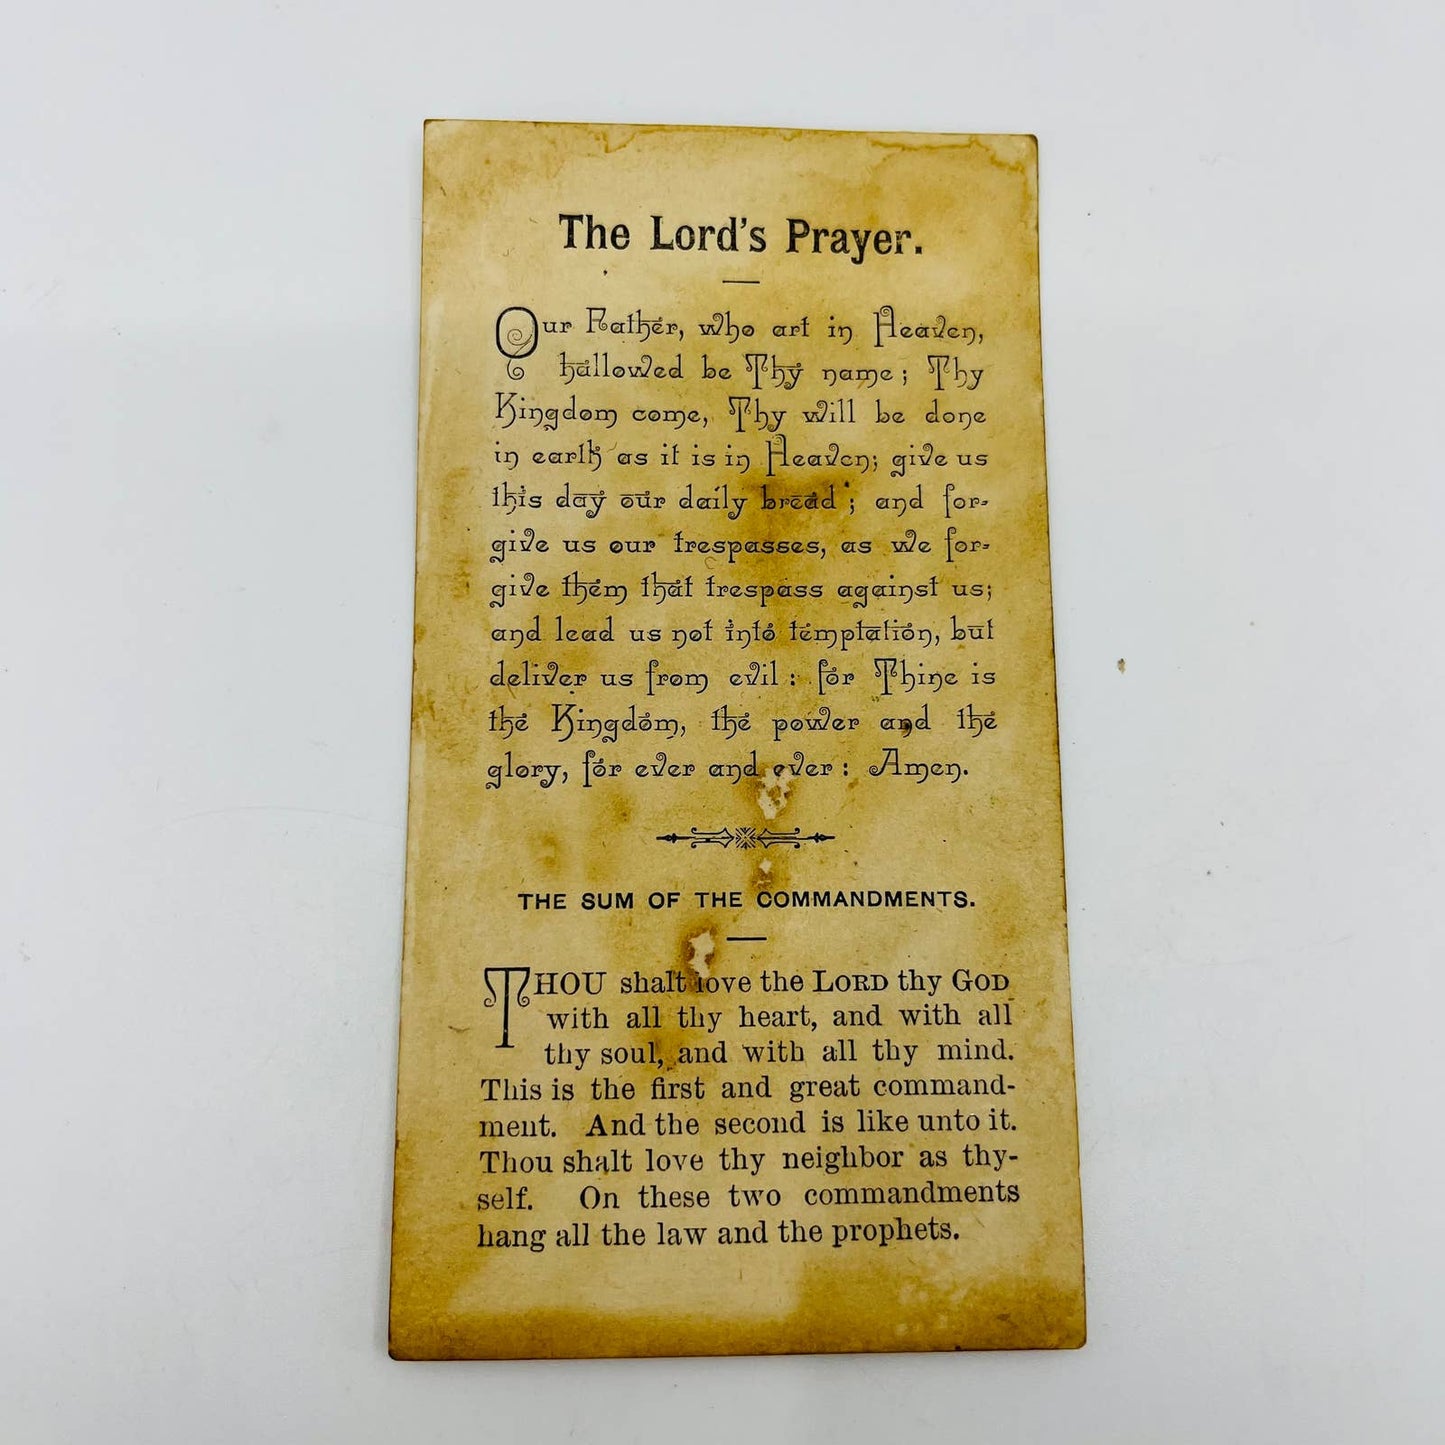 The Lord's Prayer.
Our Father, who art in Heaven,
hallowed be Thy name; Thy
Kingdom come, Thy will be done
in earth as it is in Heaven; give us
this day our daily bread; and for-
give us our trespasses, as we for-
give them that trespass against us;
and lead us not into temptation, but
deliver us from evil: for Thine is
the Kingdom, the power and the
glory, for ever and ever: Amen.
THE SUM OF THE COMMANDMENTS.
THOU shalt love the LORD thy GOD
with all thy heart, and with all
thy soul, and with all thy mind.
This is the first and great command-
ment. And the second is like unto it.
Thou shalt love thy neighbor as thy-
self. On these two commandments
hang all the law and the prophets.